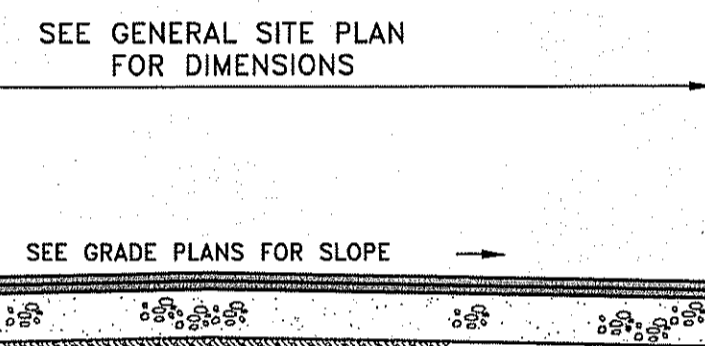 SEE GENERAL SITE PLAN
FOR DIMENSIONS
SEE GRADE PLANS FOR SLOPE